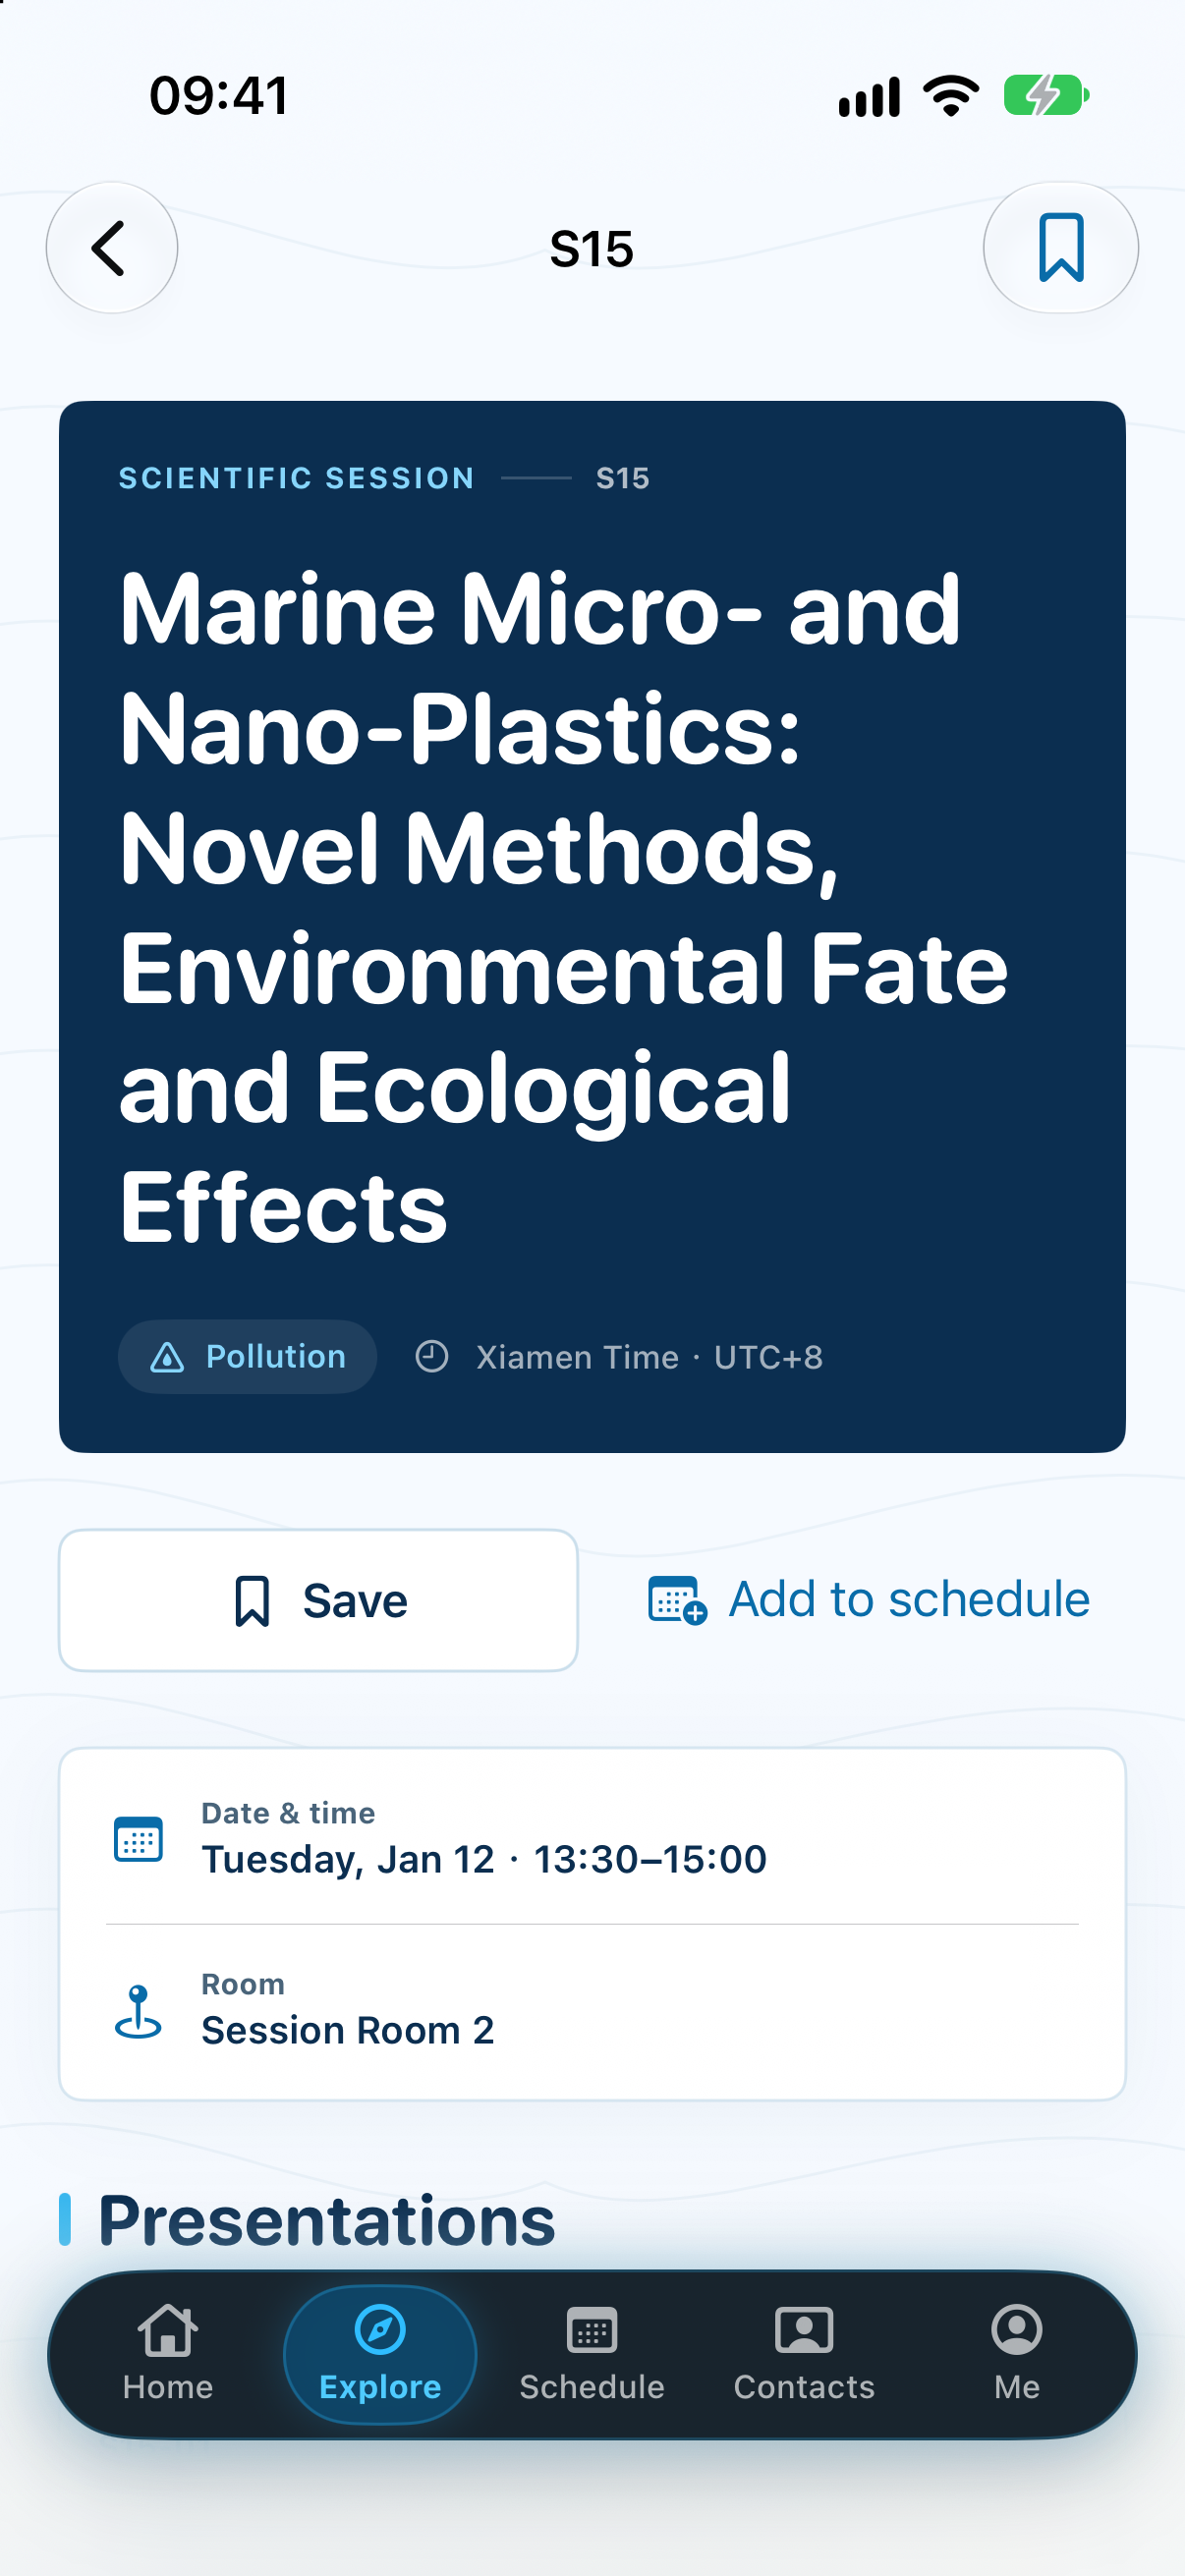 09:41
S15
SCIENTIFIC SESSION S15
Marine Micro- and
Nano-Plastics:
Novel Methods,
Environmental Fate
and Ecological
Effects
Pollution Xiamen Time · UTC+8
Save Add to schedule
Date & time
Tuesday, Jan 12 · 13:30–15:00
Room
Session Room 2
Presentations
Home Explore Schedule Contacts Me